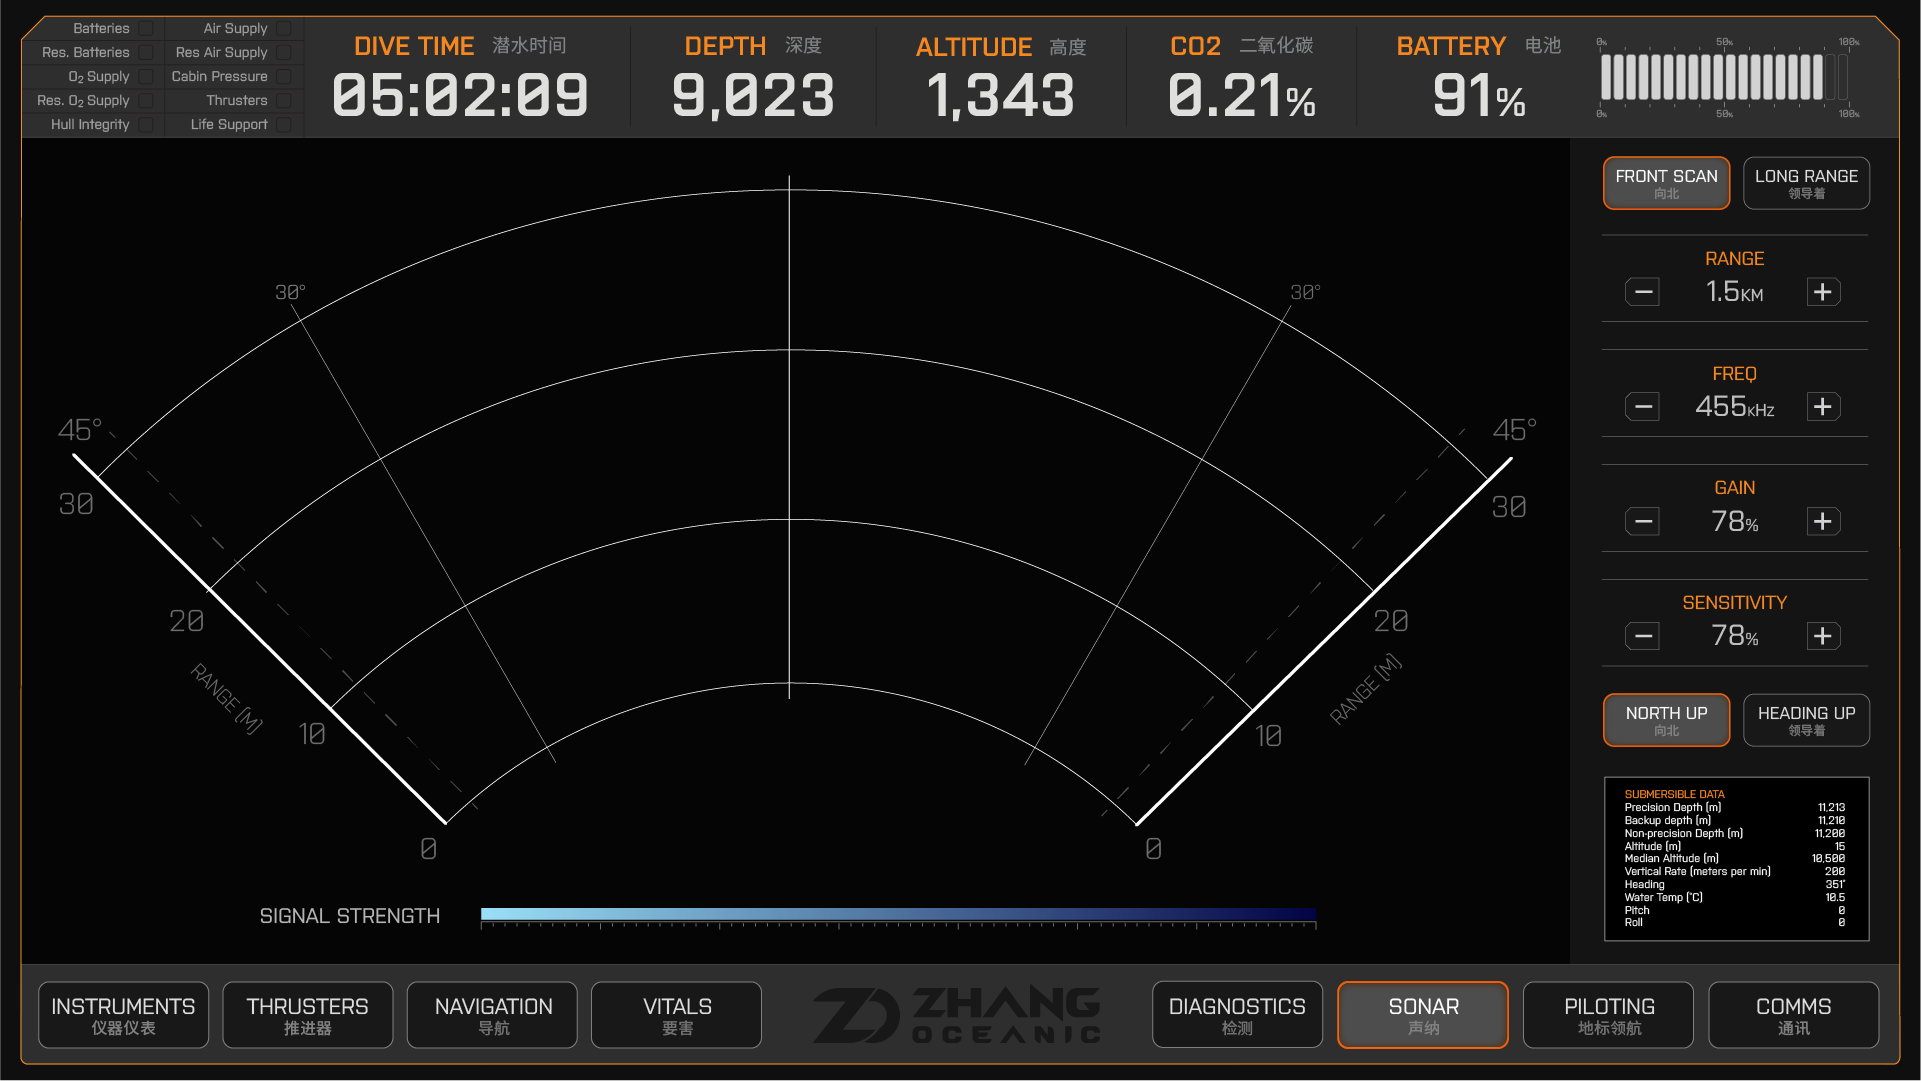 Batteries
Air Supply
Res. Batteries
Res Air Supply
O2 Supply
Cabin Pressure
Res. O2 Supply
Thrusters
Hull Integrity
Life Support
DIVE TIME 潜水时间
05:02:09
DEPTH 深度
9,023
ALTITUDE 高度
1,343
CO2 二氧化碳
0.21%
BATTERY 电池
91%
0% 50% 100%
0% 50% 100%
FRONT SCAN
向北
LONG RANGE
领导着
RANGE
1.5KM
FREQ
455KHZ
GAIN
78%
SENSITIVITY
78%
NORTH UP
向北
HEADING UP
领导着
30°
30°
45°
45°
30
30
20
20
RANGE (M)
RANGE (M)
10
10
0
0
SIGNAL STRENGTH
SUBMERSIBLE DATA
Precision Depth (m) 11,213
Backup depth (m) 11,210
Non-precision Depth (m) 11,200
Altitude (m) 15
Median Altitude (m) 10,500
Vertical Rate (meters per min) 200
Heading 351°
Water Temp (°C) 10.5
Pitch 0
Roll 0
INSTRUMENTS
仪器仪表
THRUSTERS
推进器
NAVIGATION
导航
VITALS
要害
ZHANG
OCEANIC
DIAGNOSTICS
检测
SONAR
声纳
PILOTING
地标领航
COMMS
通讯